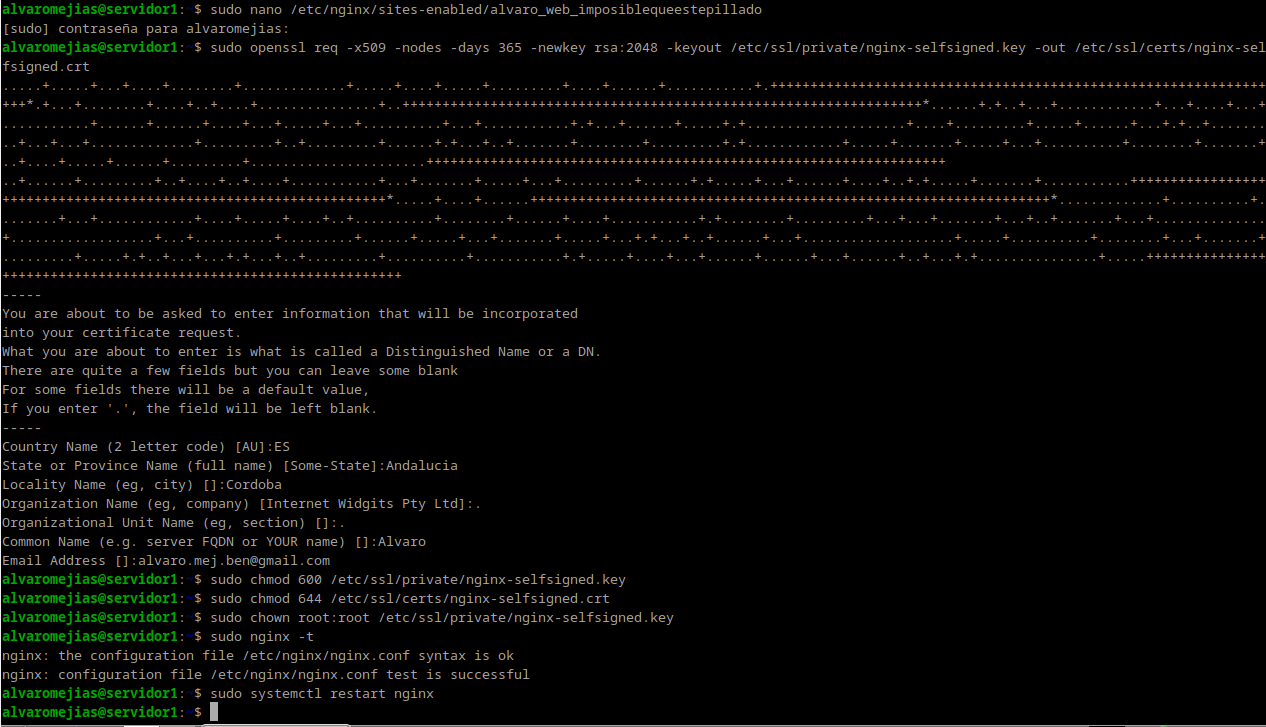 alvaromejias@servidor1:~$ sudo nano /etc/nginx/sites-enabled/alvaro_web_imposiblequeestepillado
[sudo] contraseña para alvaromejias:
alvaromejias@servidor1:~$ sudo openssl req -x509 -nodes -days 365 -newkey rsa:2048 -keyout /etc/ssl/private/nginx-selfsigned.key -out /etc/ssl/certs/nginx-sel
fsigned.crt
-----
You are about to be asked to enter information that will be incorporated
into your certificate request.
What you are about to enter is what is called a Distinguished Name or a DN.
There are quite a few fields but you can leave some blank
For some fields there will be a default value,
If you enter '.', the field will be left blank.
-----
Country Name (2 letter code) [AU]:ES
State or Province Name (full name) [Some-State]:Andalucia
Locality Name (eg, city) []:Cordoba
Organization Name (eg, company) [Internet Widgits Pty Ltd]:.
Organizational Unit Name (eg, section) []:.
Common Name (e.g. server FQDN or YOUR name) []:Alvaro
Email Address []:alvaro.mej.ben@gmail.com
alvaromejias@servidor1:~$ sudo chmod 600 /etc/ssl/private/nginx-selfsigned.key
alvaromejias@servidor1:~$ sudo chmod 644 /etc/ssl/certs/nginx-selfsigned.crt
alvaromejias@servidor1:~$ sudo chown root:root /etc/ssl/private/nginx-selfsigned.key
alvaromejias@servidor1:~$ sudo nginx -t
nginx: the configuration file /etc/nginx/nginx.conf syntax is ok
nginx: configuration file /etc/nginx/nginx.conf test is successful
alvaromejias@servidor1:~$ sudo systemctl restart nginx
alvaromejias@servidor1:~$